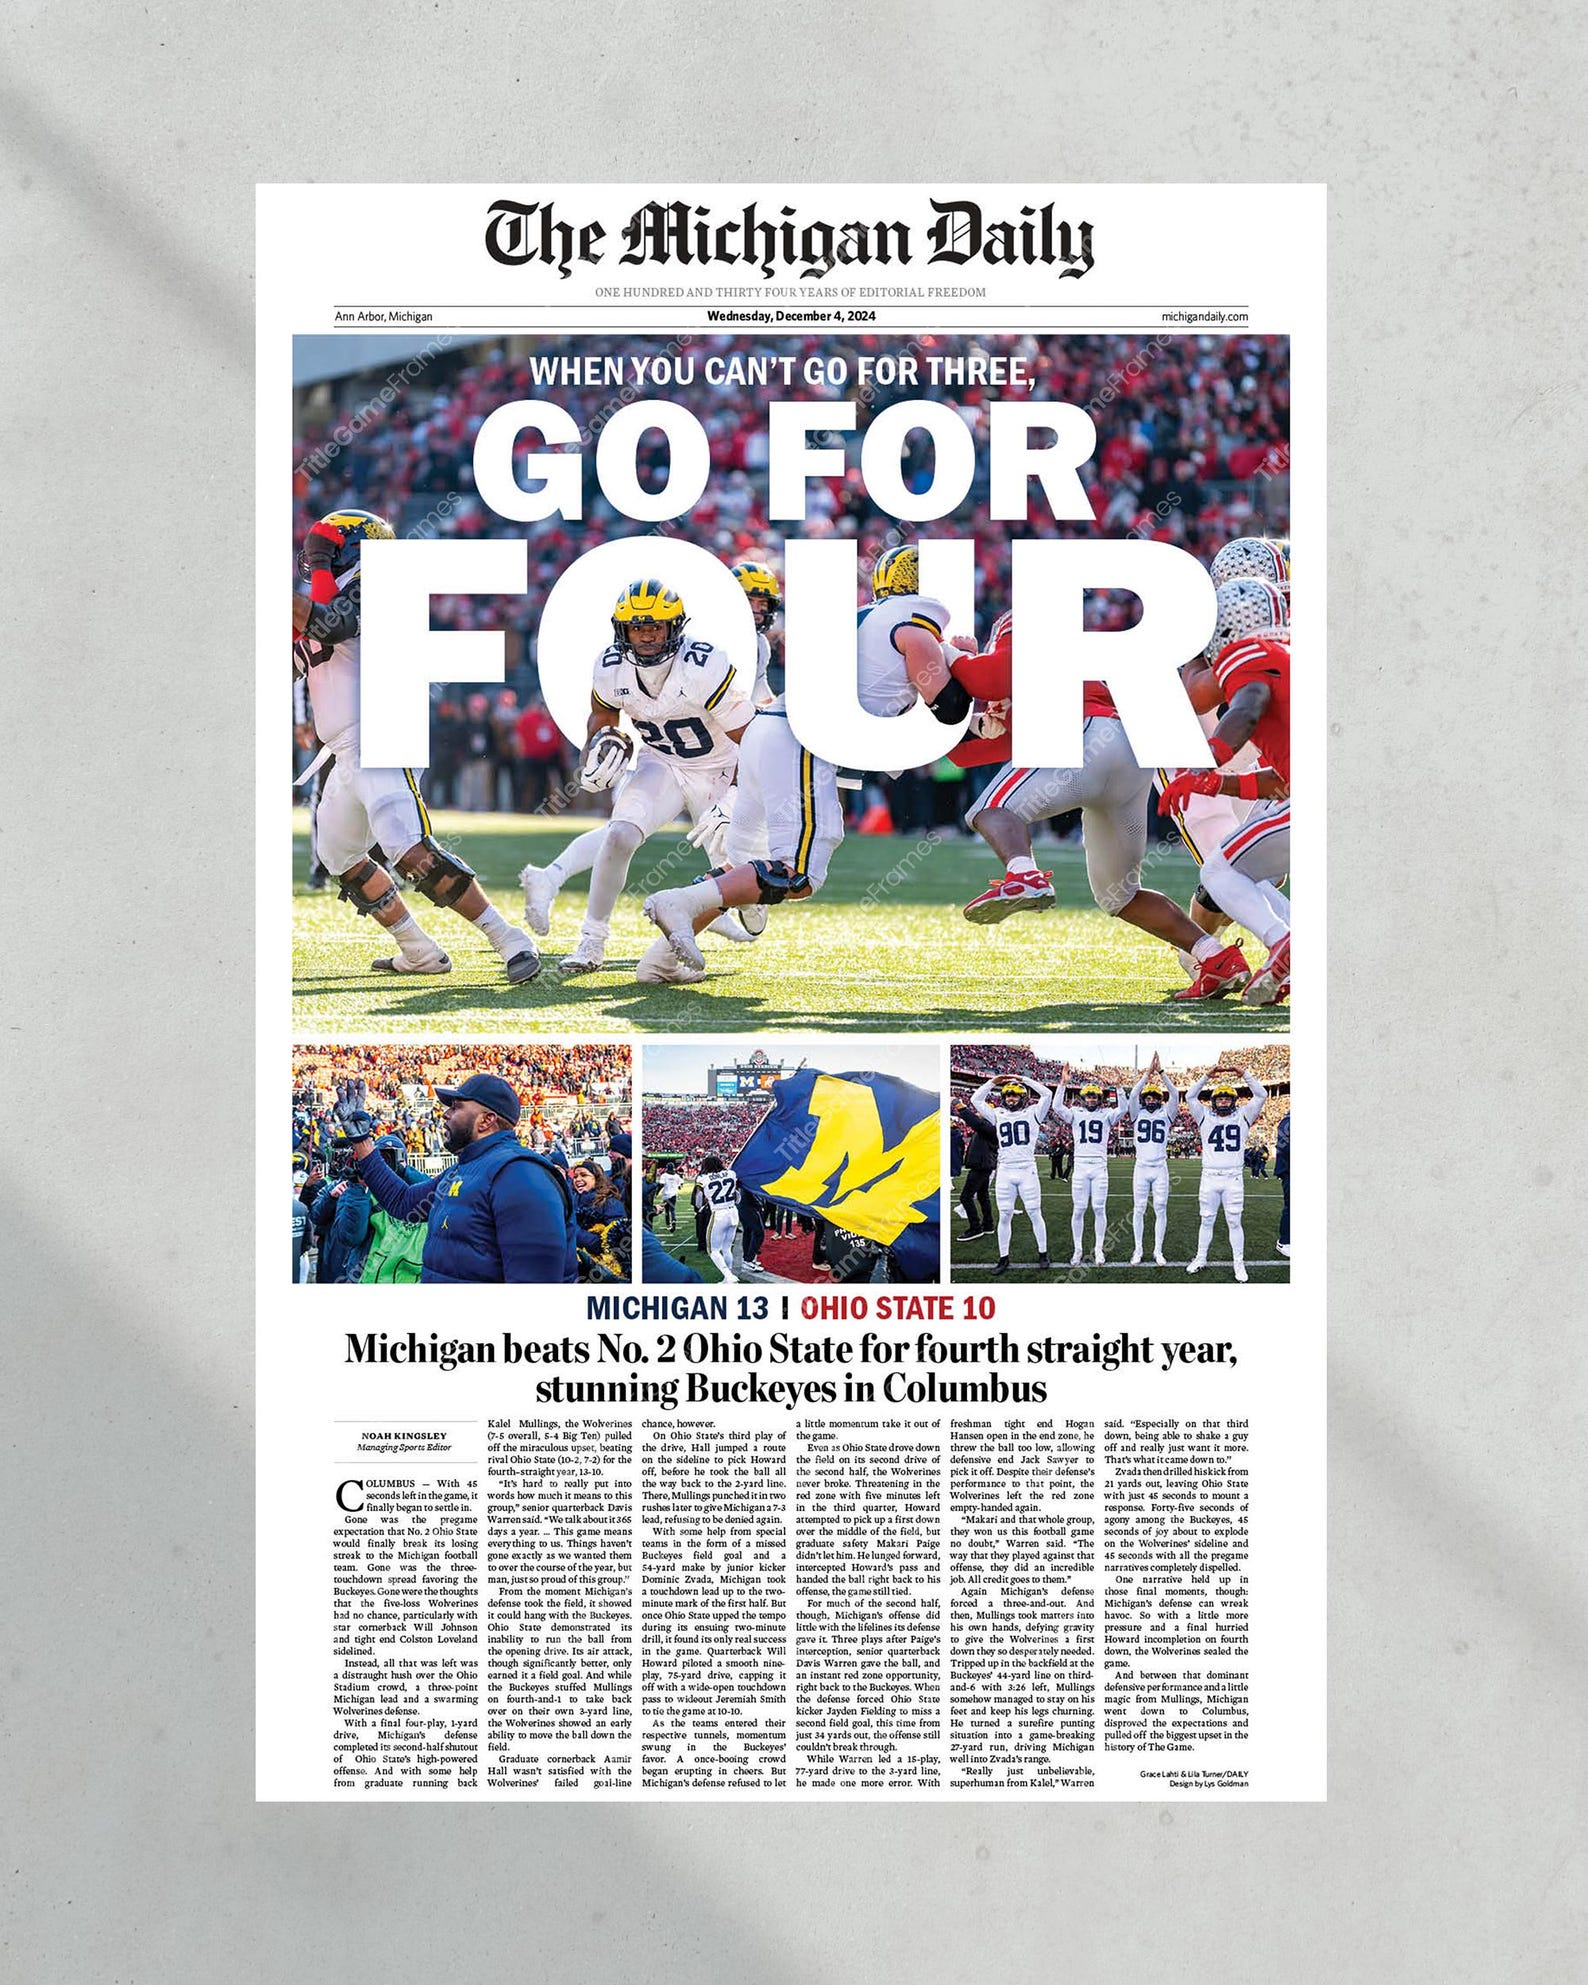 The Michigan Daily
ONE HUNDRED AND THIRTY FOUR YEARS OF EDITORIAL FREEDOM
Ann Arbor, Michigan
Wednesday, December 4, 2024
michigandaily.com
WHEN YOU CAN'T GO FOR THREE,
GO FOR
FOUR
20
20
20
22
135
90
19
96
49
MICHIGAN 13 | OHIO STATE 10
Michigan beats No. 2 Ohio State for fourth straight year,
stunning Buckeyes in Columbus
NOAH KINGSLEY
Managing Sports Editor
COLUMBUS — With 45
seconds left in the game, it
finally began to settle in.
Gone was the pregame
expectation that No. 2 Ohio State
would finally break its losing
streak to the Michigan football
team. Gone was the three-
touchdown spread favoring the
Buckeyes. Gone were the thoughts
that the five-loss Wolverines
had no chance, particularly with
star cornerback Will Johnson
and tight end Colston Loveland
sidelined.
Instead, all that was left was
a distraught hush over the Ohio
Stadium crowd, a three-point
Michigan lead and a swarming
Wolverines defense.
With a final four-play, 1-yard
drive, Michigan's defense
completed its second-half shutout
of Ohio State's high-powered
offense. And with some help
from graduate running back
Kalel Mullings, the Wolverines
(7-5 overall, 5-4 Big Ten) pulled
off the miraculous upset, beating
rival Ohio State (10-2, 7-2) for the
fourth-straight year, 13-10.
"It's hard to really put into
words how much it means to this
group," senior quarterback Davis
Warren said. "We talk about it 365
days a year. ... This game means
everything to us. Things haven't
gone exactly as we wanted them
to over the course of the year, but
man, just so proud of this group."
From the moment Michigan's
defense took the field, it showed
it could hang with the Buckeyes.
Ohio State demonstrated its
inability to run the ball from
the opening drive. Its air attack,
though significantly better, only
earned it a field goal. And while
the Buckeyes stuffed Mullings
on fourth-and-1 to take back
over on their own 3-yard line,
the Wolverines showed an early
ability to move the ball down the
field.
Graduate cornerback Aamir
Hall wasn't satisfied with the
Wolverines' failed goal-line
chance, however.
On Ohio State's third play of
the drive, Hall jumped a route
on the sideline to pick Howard
off, before he took the ball all
the way back to the 2-yard line.
There, Mullings punched it in two
rushes later to give Michigan a 7-3
lead, refusing to be denied again.
With some help from special
teams in the form of a missed
Buckeyes field goal and a
54-yard make by junior kicker
Dominic Zvada, Michigan took
a touchdown lead up to the two-
minute mark of the first half. But
once Ohio State upped the tempo
during its ensuing two-minute
drill, it found its only real success
in the game. Quarterback Will
Howard piloted a smooth nine-
play, 75-yard drive, capping it
off with a wide-open touchdown
pass to wideout Jeremiah Smith
to tie the game at 10-10.
As the teams entered their
respective tunnels, momentum
swung in the Buckeyes'
favor. A once-booing crowd
began erupting in cheers. But
Michigan's defense refused to let
a little momentum take it out of
the game.
Even as Ohio State drove down
the field on its second drive of
the second half, the Wolverines
never broke. Threatening in the
red zone with five minutes left
in the third quarter, Howard
attempted to pick up a first down
over the middle of the field, but
graduate safety Makari Paige
didn't let him. He lunged forward,
intercepted Howard's pass and
handed the ball right back to his
offense, the game still tied.
For much of the second half,
though, Michigan's offense did
little with the lifelines its defense
gave it. Three plays after Paige's
interception, senior quarterback
Davis Warren gave the ball, and
an instant red zone opportunity,
right back to the Buckeyes. When
the defense forced Ohio State
kicker Jayden Fielding to miss a
second field goal, this time from
just 34 yards out, the offense still
couldn't break through.
While Warren led a 15-play,
77-yard drive to the 3-yard line,
he made one more error. With
freshman tight end Hogan
Hansen open in the end zone, he
threw the ball too low, allowing
defensive end Jack Sawyer to
pick it off. Despite their defense's
performance to that point, the
Wolverines left the red zone
empty-handed again.
"Makari and that whole group,
they won us this football game
no doubt," Warren said. "The
way that they played against that
offense, they did an incredible
job. All credit goes to them."
Again Michigan's defense
forced a three-and-out. And
then, Mullings took matters into
his own hands, defying gravity
to give the Wolverines a first
down they so desperately needed.
Tripped up in the backfield at the
Buckeyes' 44-yard line on third-
and-6 with 3:26 left, Mullings
somehow managed to stay on his
feet and keep his legs churning.
He turned a surefire punting
situation into a game-breaking
27-yard run, driving Michigan
well into Zvada's range.
"Really just unbelievable,
superhuman from Kalel," Warren
said. "Especially on that third
down, being able to shake a guy
off and really just want it more.
That's what it came down to."
Zvada then drilled his kick from
21 yards out, leaving Ohio State
with just 45 seconds to mount a
response. Forty-five seconds of
agony among the Buckeyes, 45
seconds of joy about to explode
on the Wolverines' sideline and
45 seconds with all the pregame
narratives completely dispelled.
One narrative held up in
those final moments, though:
Michigan's defense can wreak
havoc. So with a little more
pressure and a final hurried
Howard incompletion on fourth
down, the Wolverines sealed the
game.
And between that dominant
defensive performance and a little
magic from Mullings, Michigan
went down to Columbus,
disproved the expectations and
pulled off the biggest upset in the
history of The Game.
Grace Lahti & Lila Turner/DAILY
Design by Lys Goldman
TitleGameFrames